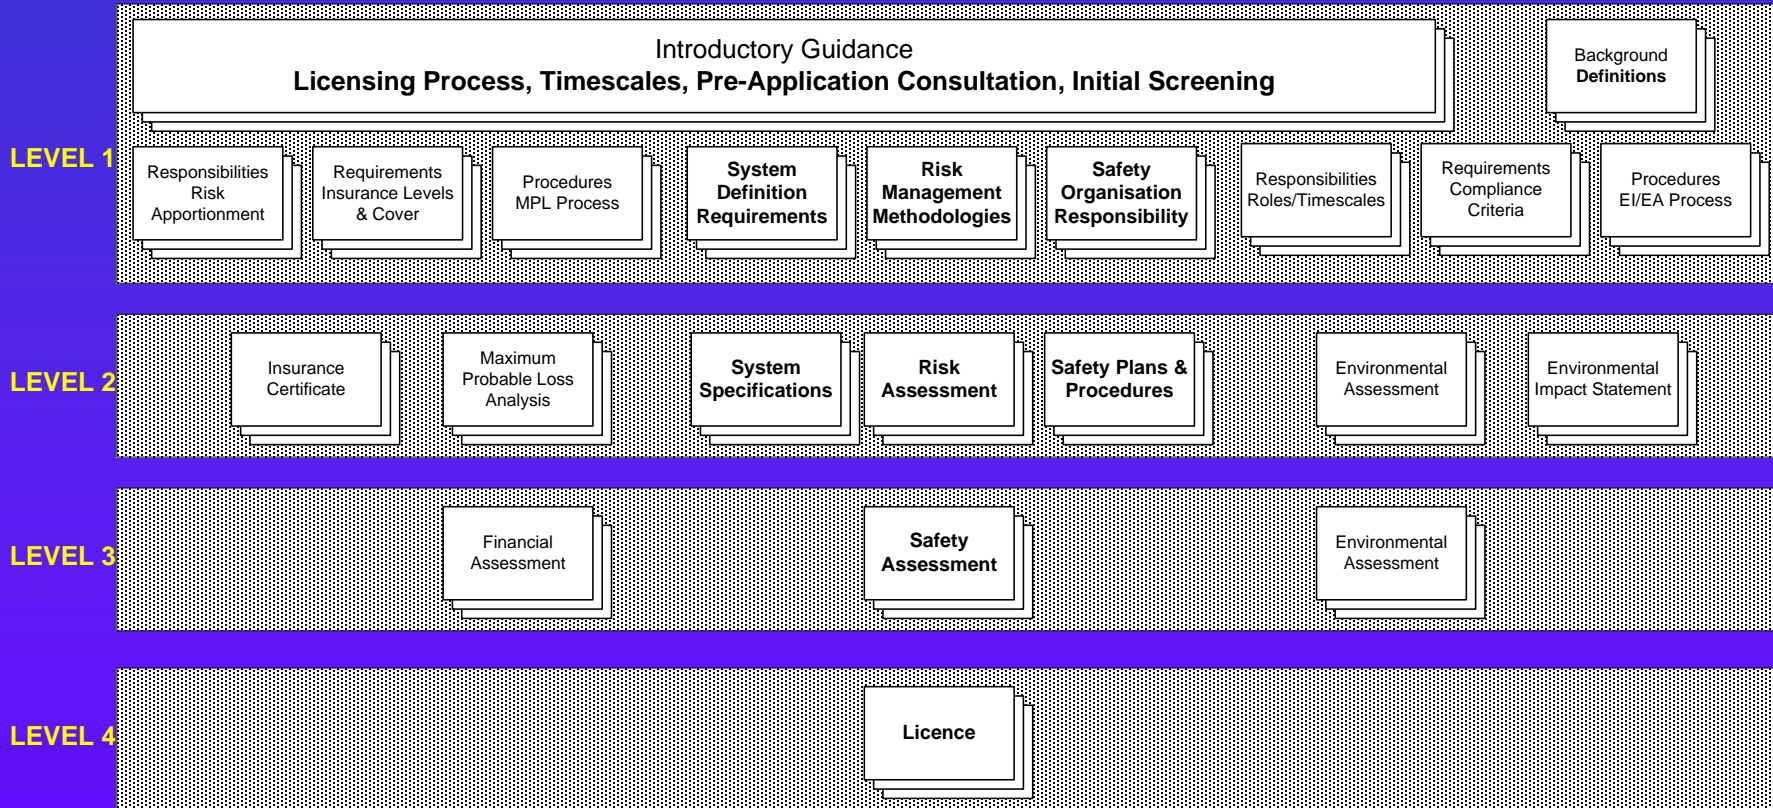 Introductory Guidance
Licensing Process, Timescales, Pre-Application Consultation, Initial Screening
Background
Definitions
LEVEL 1
Responsibilities
Risk
Apportionment
Requirements
Insurance Levels
& Cover
Procedures
MPL Process
System
Definition
Requirements
Risk
Management
Methodologies
Safety
Organisation
Responsibility
Responsibilities
Roles/Timescales
Requirements
Compliance
Criteria
Procedures
EI/EA Process
LEVEL 2
Insurance
Certificate
Maximum
Probable Loss
Analysis
System
Specifications
Risk
Assessment
Safety Plans &
Procedures
Environmental
Assessment
Environmental
Impact Statement
LEVEL 3
Financial
Assessment
Safety
Assessment
Environmental
Assessment
LEVEL 4
Licence